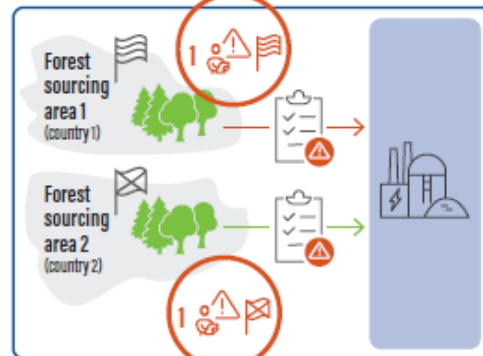 1
Forest
sourcing
area 1
(country 1)
Forest
sourcing
area 2
(country 2)
1